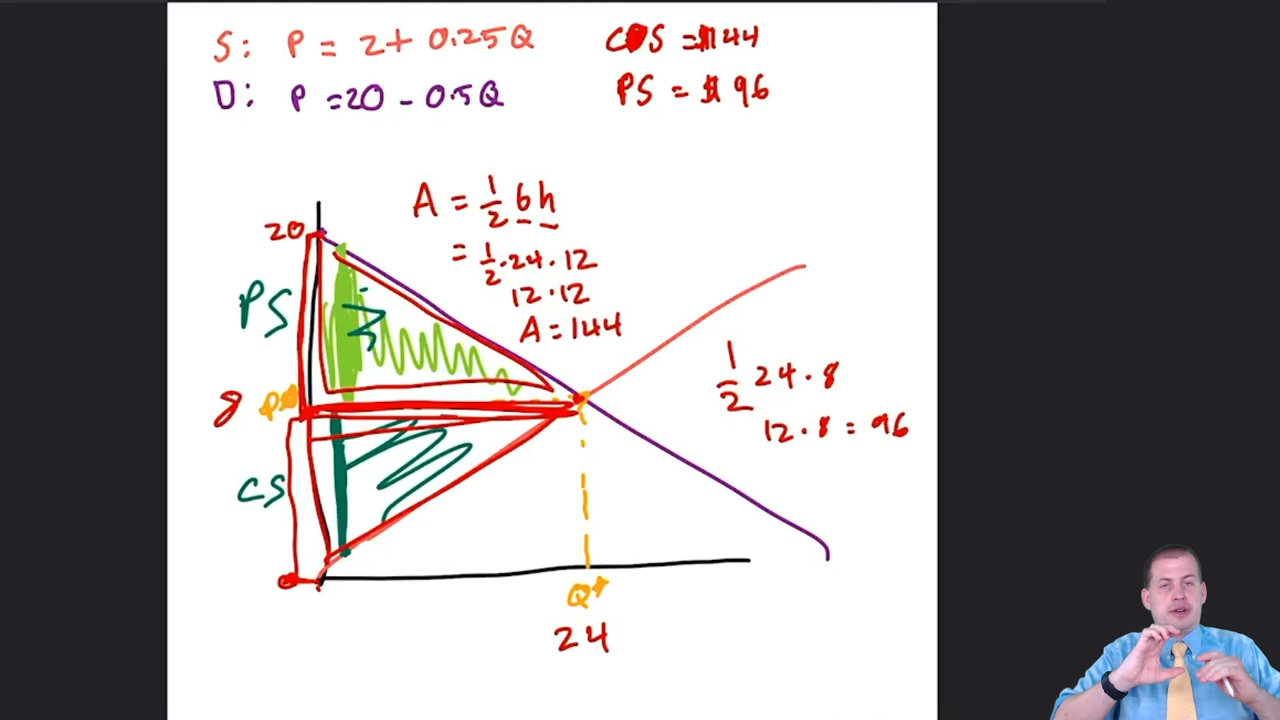 S: P = 2 + 0.25Q
CS = $144
D: P = 20 - 0.5Q
PS = $96
A = 1/2 bh
= 1/2 · 24 · 12
12 · 12
A = 144
20
PS
8 P*
CS
1/2 24 · 8
12 · 8 = 96
Q*
24